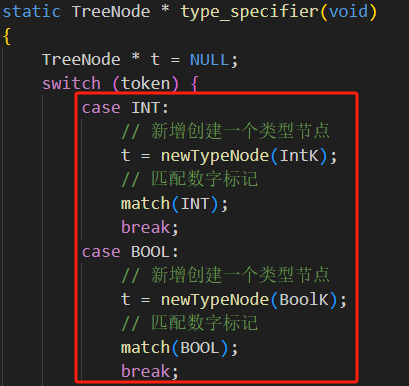 static TreeNode * type_specifier(void)
{
TreeNode * t = NULL;
switch (token) {
case INT:
// 新增创建一个类型节点
t = newTypeNode(IntK);
// 匹配数字标记
match(INT);
break;
case BOOL:
// 新增创建一个类型节点
t = newTypeNode(BoolK);
// 匹配数字标记
match(BOOL);
break;